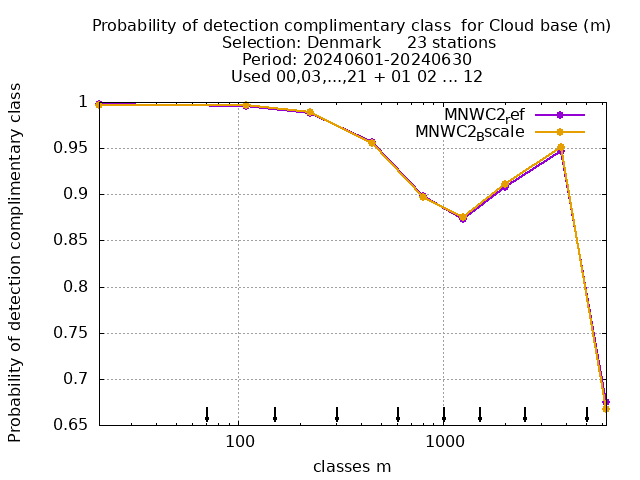 Probability of detection complimentary class  for Cloud base (m)
Selection: Denmark     23 stations
Period: 20240601-20240630
Used 00,03,...,21 + 01 02 ... 12
Probability of detection complimentary class
1
0.95
0.9
0.85
0.8
0.75
0.7
0.65
MNWC2_ref
MNWC2_Bscale
100
1000
classes m